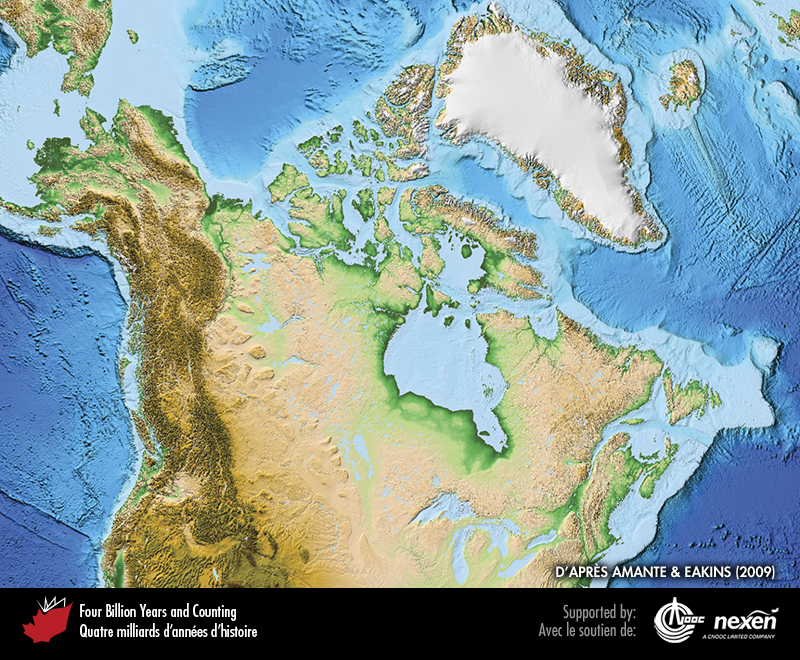 D'APRÈS AMANTE & EAKINS (2009)
Four Billion Years and Counting
Quatre milliards d'années d'histoire
Supported by:
Avec le soutien de:
CNOOC
nexen
A CNOOC LIMITED COMPANY